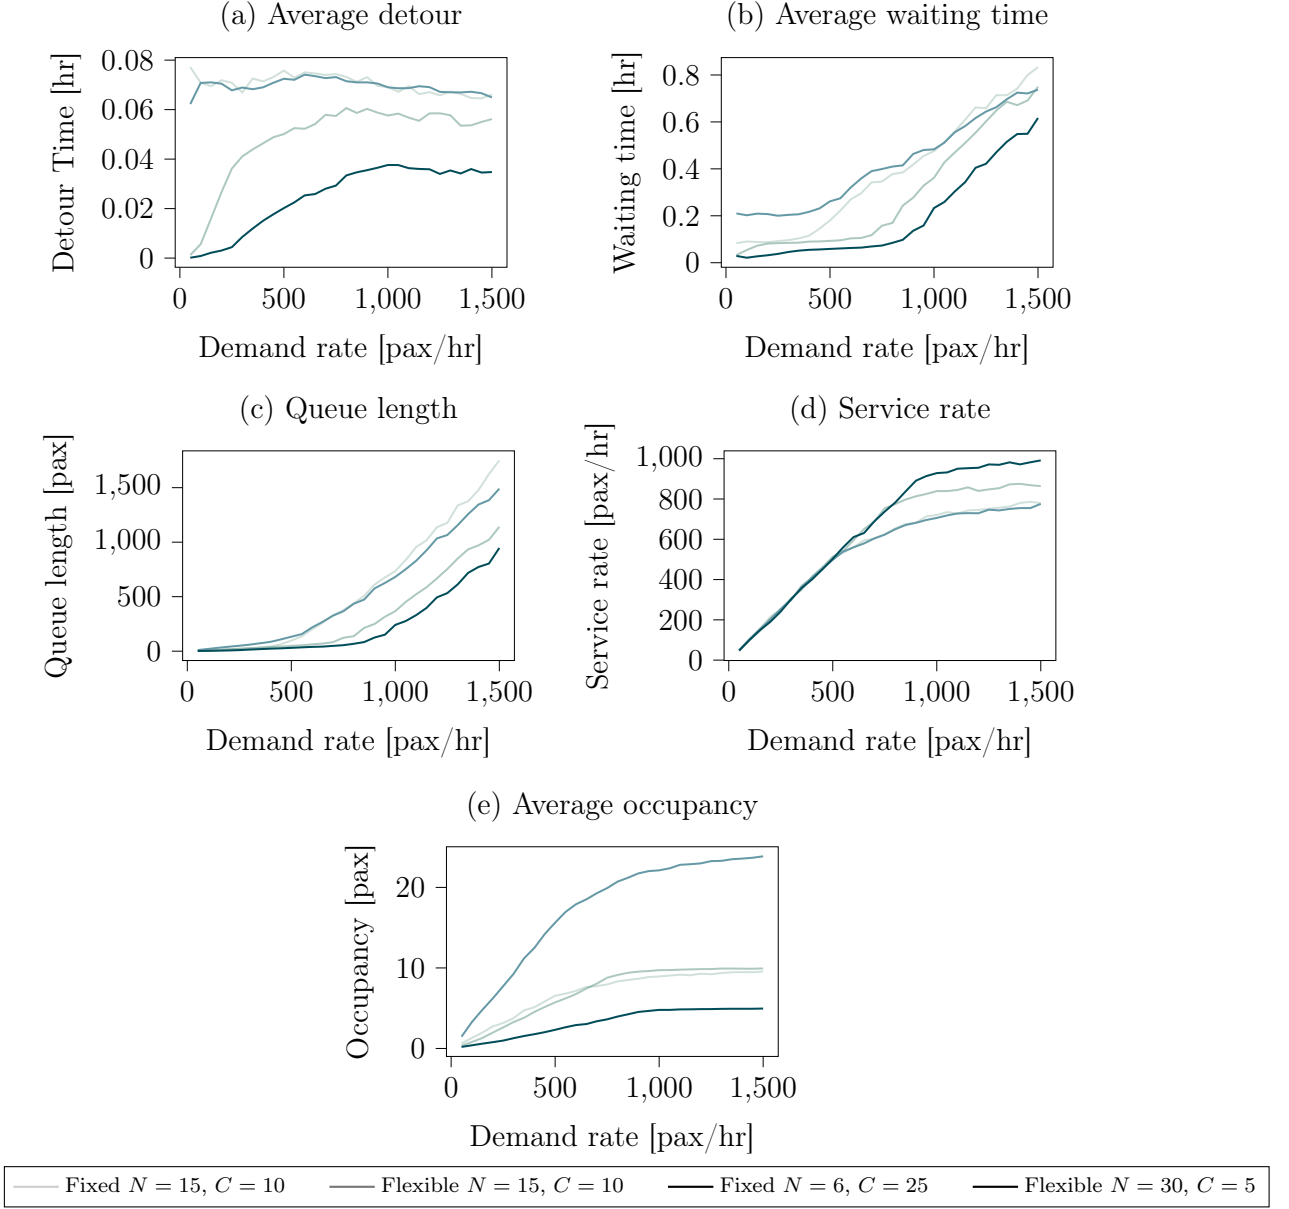 (a) Average detour
Detour Time [hr]
0.08
0.06
0.04
0.02
0
0 500 1,000 1,500
Demand rate [pax/hr]
(b) Average waiting time
Waiting time [hr]
0.8
0.6
0.4
0.2
0
0 500 1,000 1,500
Demand rate [pax/hr]
(c) Queue length
Queue length [pax]
1,500
1,000
500
0
0 500 1,000 1,500
Demand rate [pax/hr]
(d) Service rate
Service rate [pax/hr]
1,000
800
600
400
200
0
0 500 1,000 1,500
Demand rate [pax/hr]
(e) Average occupancy
Occupancy [pax]
20
10
0
0 500 1,000 1,500
Demand rate [pax/hr]
Fixed N = 15, C = 10 Flexible N = 15, C = 10 Fixed N = 6, C = 25 Flexible N = 30, C = 5